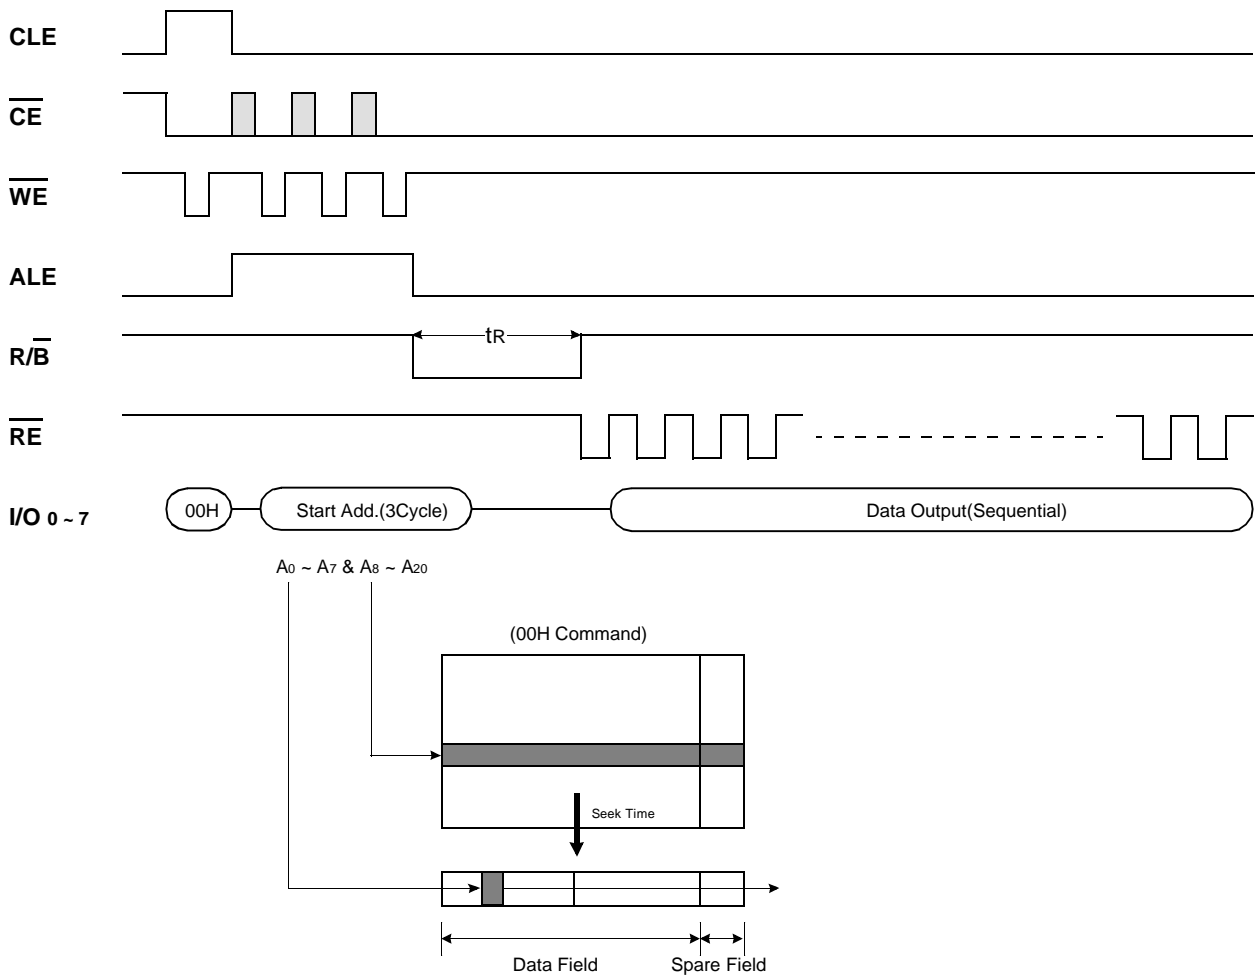 CLE
CE
WE
ALE
R/B
tR
RE
I/O 0 ~ 7
00H
Start Add.(3Cycle)
Data Output(Sequential)
A0 ~ A7 & A8 ~ A20
(00H Command)
Seek Time
Data Field
Spare Field